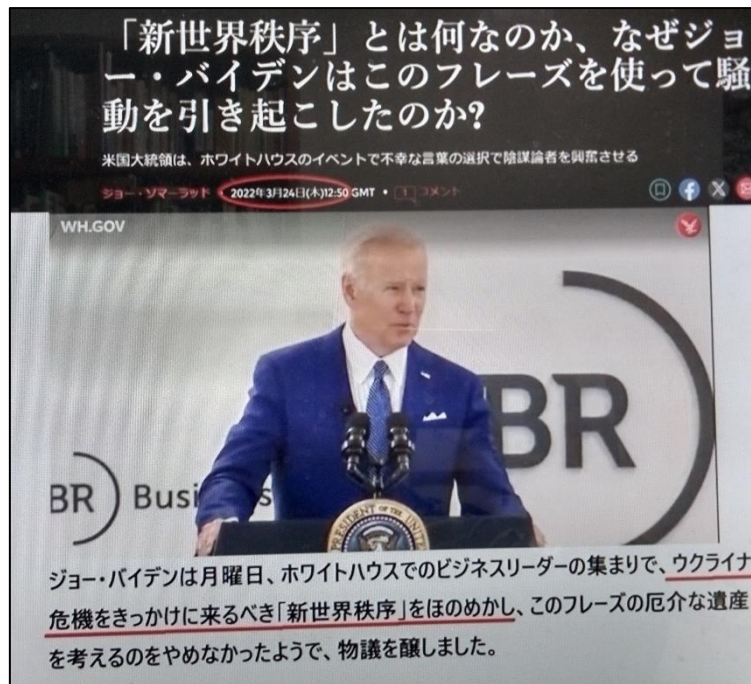 「新世界秩序」とは何なのか、なぜジョ
ー・バイデンはこのフレーズを使って騒
動を引き起こしたのか?
米国大統領は、ホワイトハウスのイベントで不幸な言葉の選択で陰謀論者を興奮させる
ジョー・ソマーラッド • 2022年3月24日(木)12:50 GMT • 1 コメント
WH.GOV
BR
BR Busi s
PRESIDENT OF THE UNITED
ジョー・バイデンは月曜日、ホワイトハウスでのビジネスリーダーの集まりで、ウクライナ
危機をきっかけに来るべき「新世界秩序」をほのめかし、このフレーズの厄介な遺産
を考えるのをやめなかったようで、物議を醸しました。